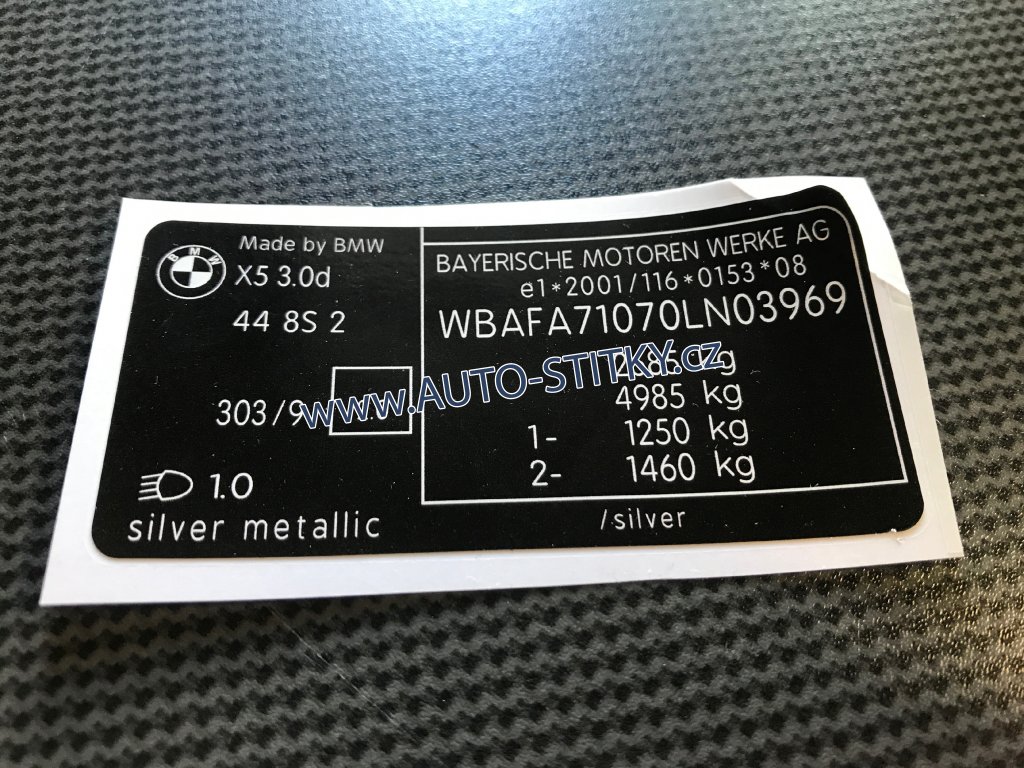 BMW
Made by BMW
X5 3.0d
44 8S 2
303/9
1.0
silver metallic
BAYERISCHE MOTOREN WERKE AG
e1*2001/116*0153*08
WBAFA71070LN03969
kg
4985 kg
1- 1250 kg
2- 1460 kg
/silver
www.AUTO-STITKY.cz